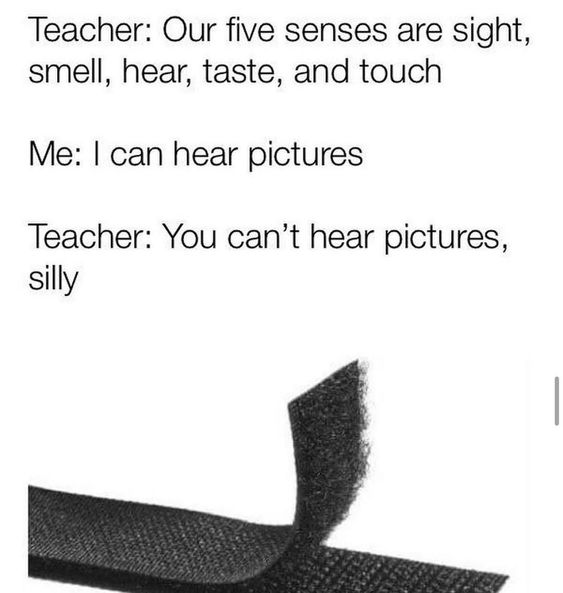 Teacher: Our five senses are sight,
smell, hear, taste, and touch
Me: I can hear pictures
Teacher: You can’t hear pictures,
silly